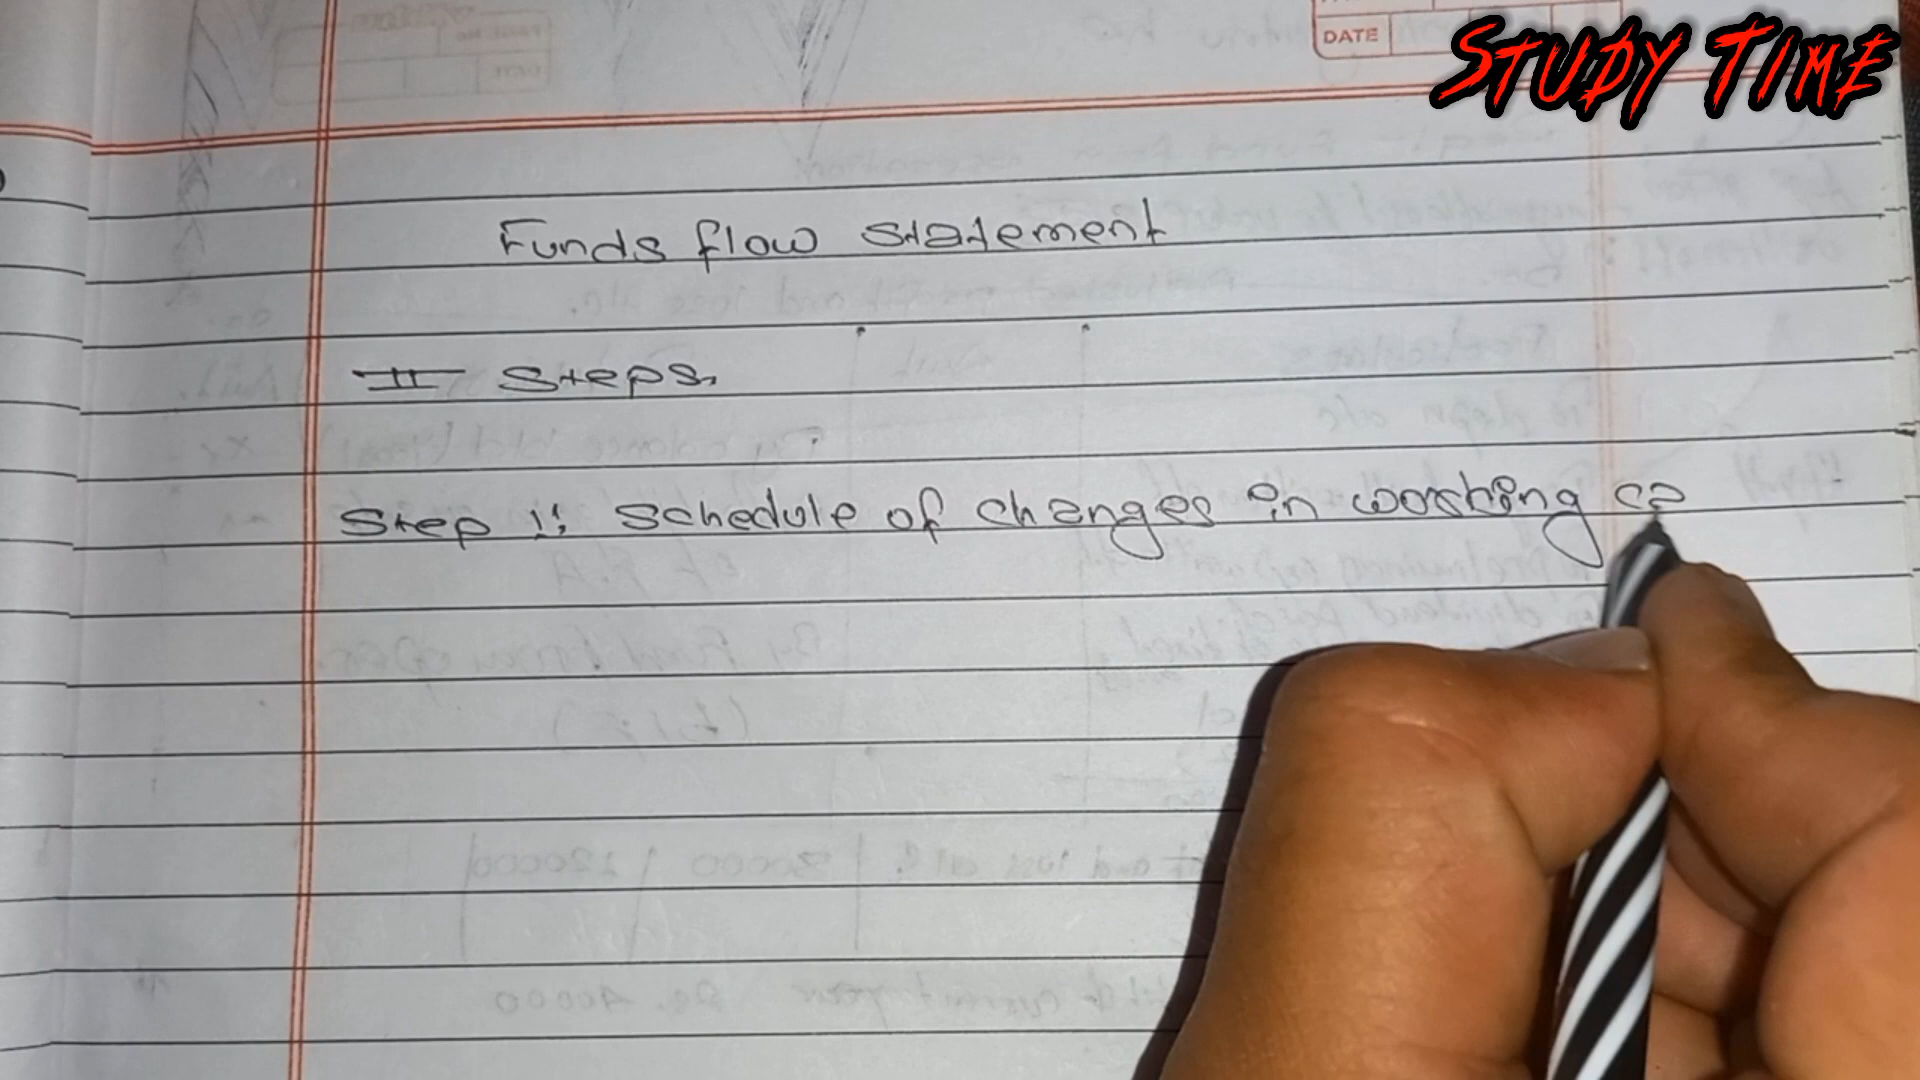 DATE
STUDY TIME
Funds flow statement
II Steps.
Step 1: Schedule of changes in working ca